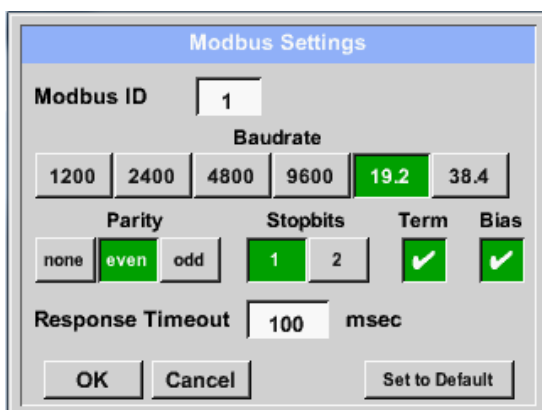 Modbus Settings
Modbus ID 1
Baudrate
1200 2400 4800 9600 19.2 38.4
Parity Stopbits Term Bias
none even odd 1 2
Response Timeout 100 msec
OK Cancel Set to Default